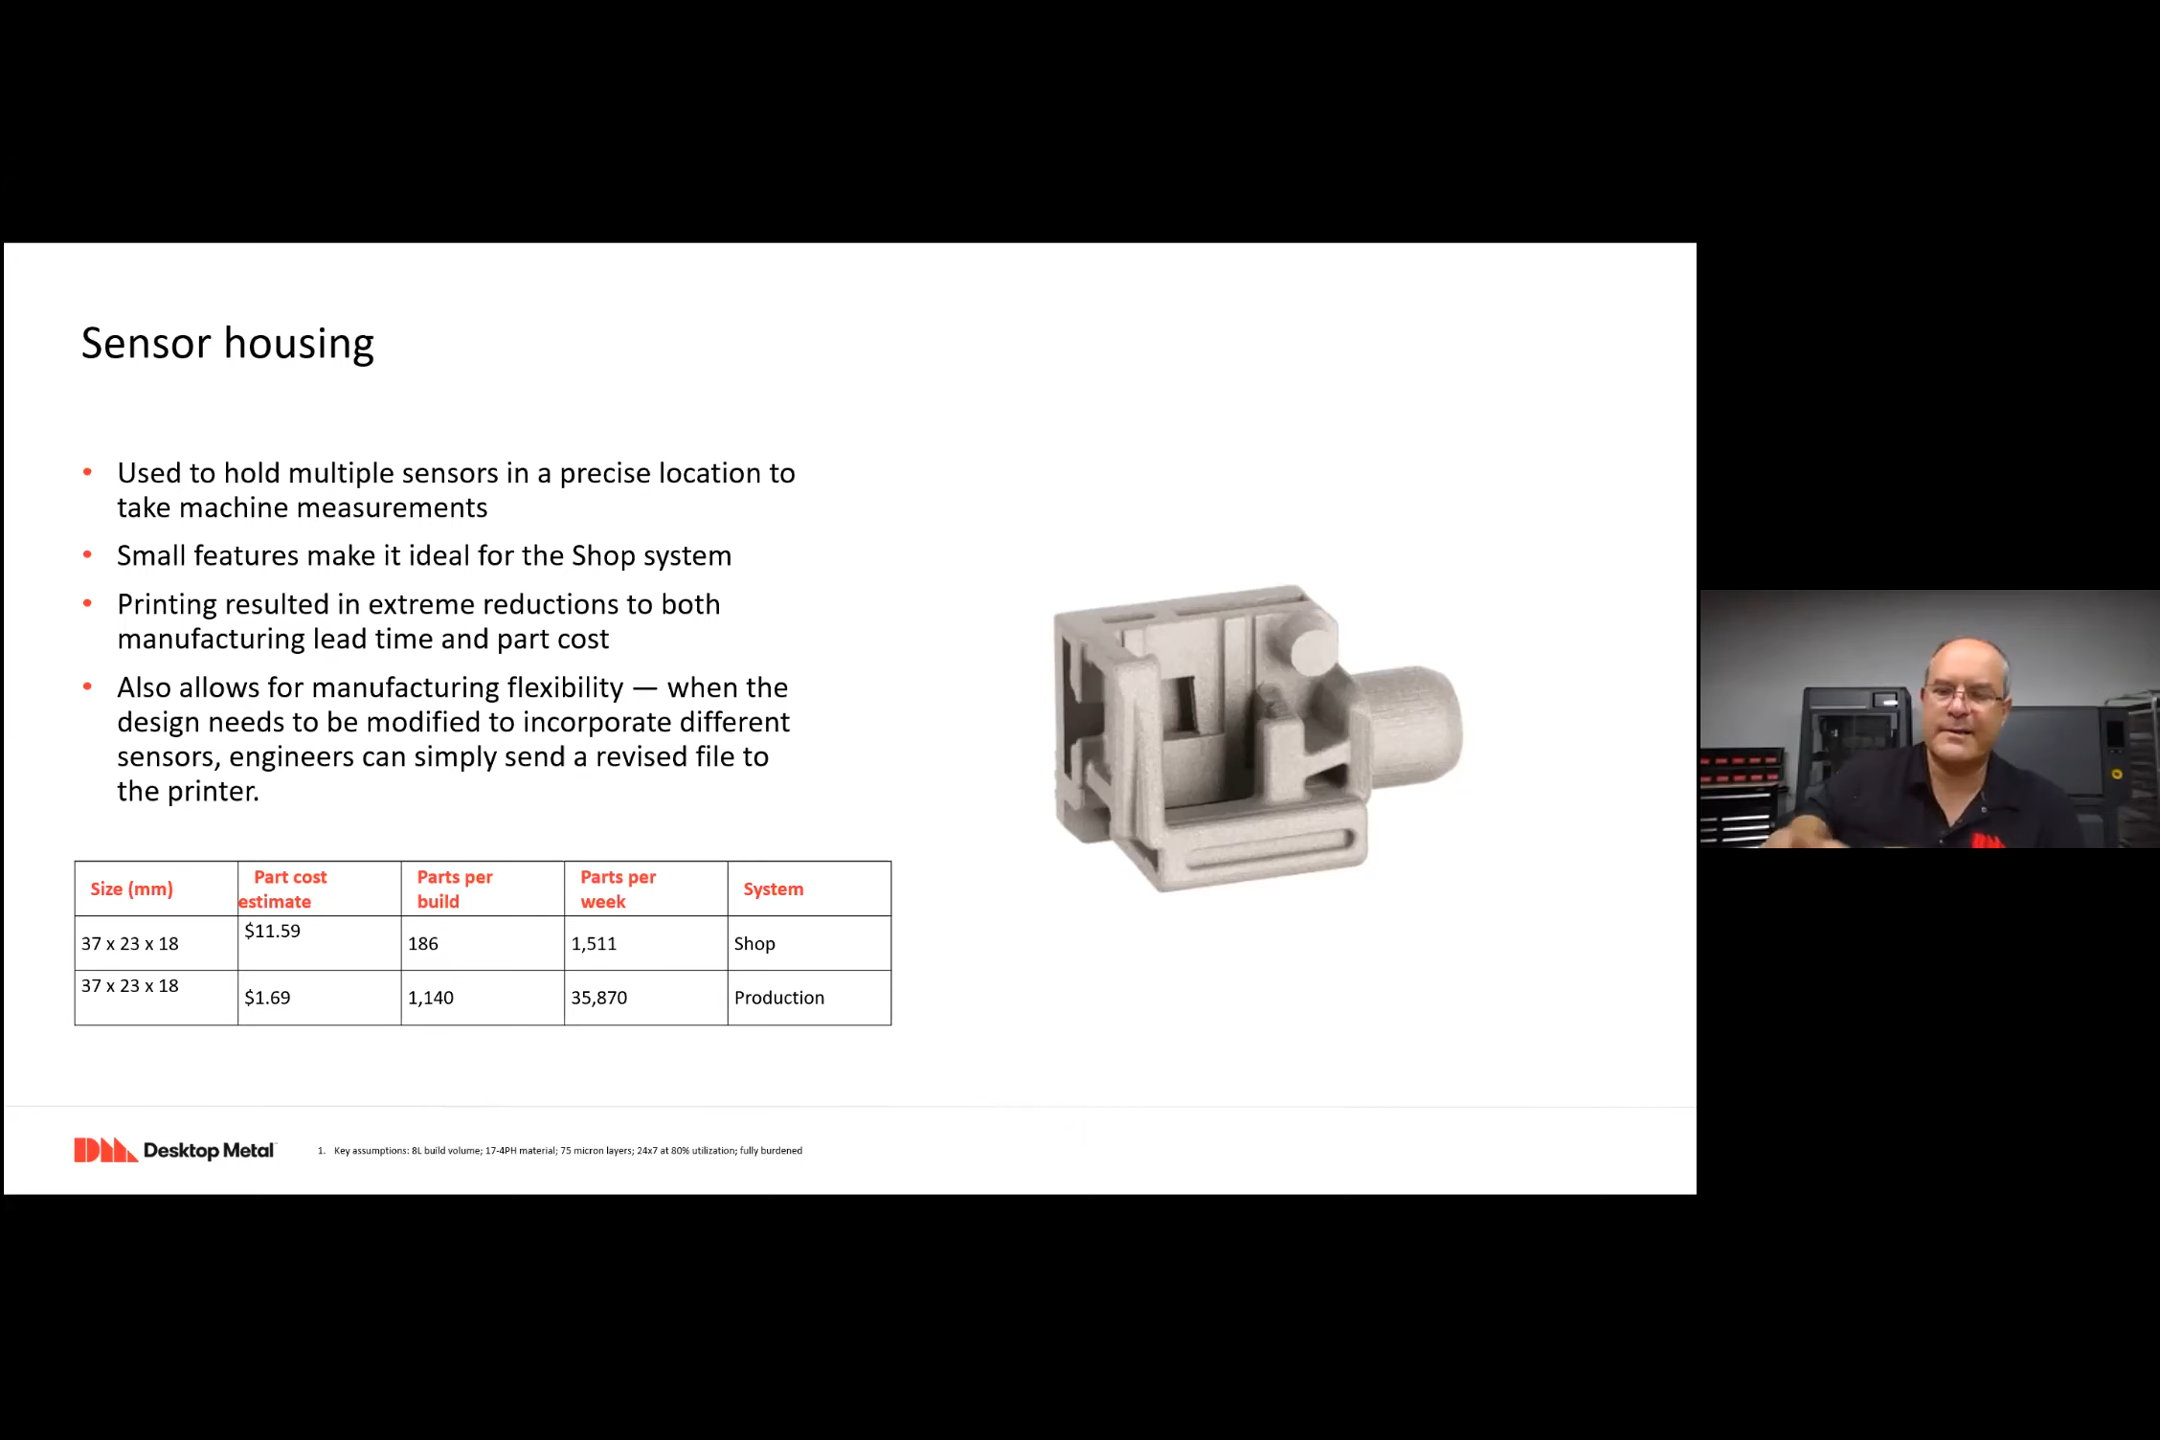 Sensor housing
• Used to hold multiple sensors in a precise location to
take machine measurements
• Small features make it ideal for the Shop system
• Printing resulted in extreme reductions to both
manufacturing lead time and part cost
• Also allows for manufacturing flexibility — when the
design needs to be modified to incorporate different
sensors, engineers can simply send a revised file to
the printer.
Size (mm) Part cost estimate Parts per build Parts per week System
37 x 23 x 18 $11.59 186 1,511 Shop
37 x 23 x 18 $1.69 1,140 35,870 Production
Desktop Metal
1. Key assumptions: 8L build volume; 17-4PH material; 75 micron layers; 24x7 at 80% utilization; fully burdened